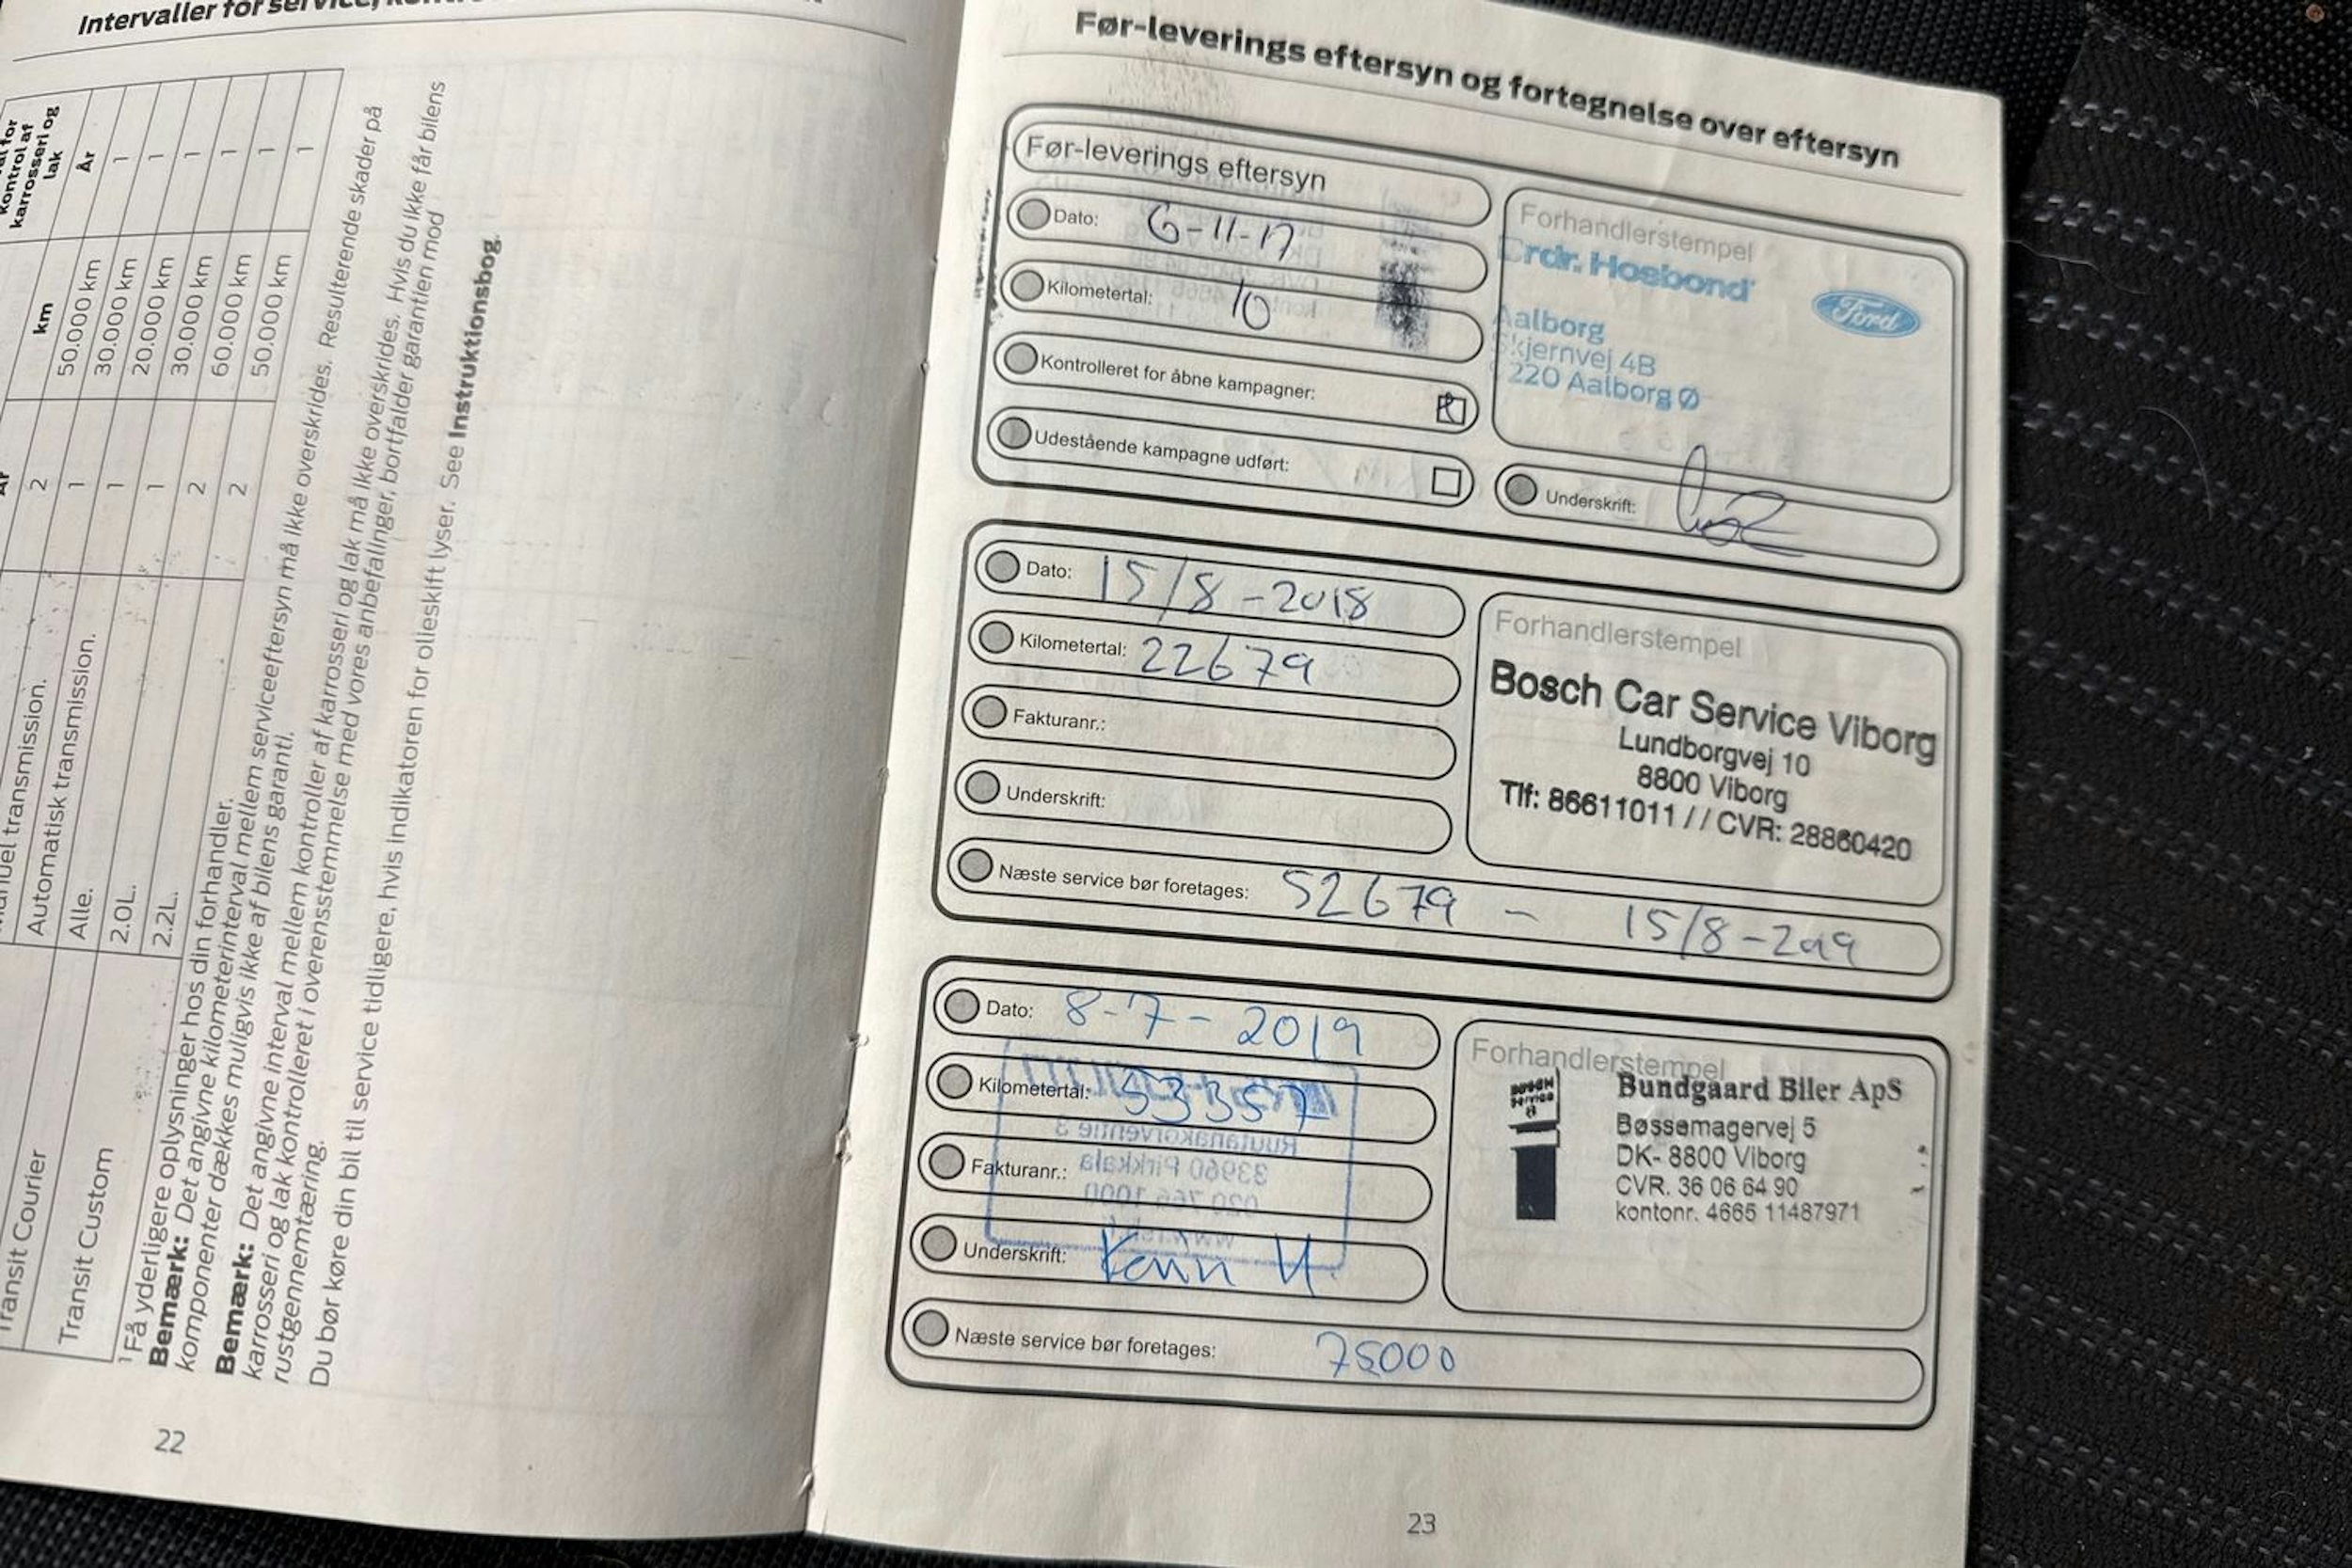 Intervaller for service,
kontrol af
karrosseri og
lak
År
km
År
2
50.000 km
1
1
30.000 km
1
1
20.000 km
1
1
30.000 km
1
2
60.000 km
1
2
50.000 km
1
transmission.
Automatisk transmission.
Alle.
2.0L.
2.2L.
Transit Courier
Transit Custom
1 Få yderligere oplysninger hos din forhandler.
Bemærk: Det angivne kilometerinterval mellem serviceeftersyn må ikke overskrides. Resulterende skader på
komponenter dækkes muligvis ikke af bilens garanti.
Bemærk: Det angivne interval mellem kontroller af karrosseri og lak må ikke overskrides. Hvis du ikke får bilens
karrosseri og lak kontrolleret i overensstemmelse med vores anbefalinger, bortfalder garantien mod
rustgennemtæring.
Du bør køre din bil til service tidligere, hvis indikatoren for olieskift lyser. See Instruktionsbog.
22
Før-leverings eftersyn og fortegnelse over eftersyn
Før-leverings eftersyn
Dato: 6-11-17
Kilometertal: 10
Kontrolleret for åbne kampagner:
Udestående kampagne udført:
Forhandlerstempel
Hosbond
Ford
Aalborg
Skjernvej 4B
220 Aalborg Ø
Underskrift:
Dato: 15/8-2018
Kilometertal: 22679
Fakturanr.:
Underskrift:
Næste service bør foretages: 52679 - 15/8-2019
Forhandlerstempel
Bosch Car Service Viborg
Lundborgvej 10
8800 Viborg
Tlf: 86611011 // CVR: 28860420
Dato: 8-7-2019
Kilometertal: 53357
Fakturanr.:
Underskrift: Kenn H.
Næste service bør foretages: 75000
Ruutanakorventie 3
33960 Pirkkala
Forhandlerstempel
BOSCH
Service
Bundgaard Biler ApS
Bøssemagervej 5
DK- 8800 Viborg
CVR. 36 06 64 90
kontonr. 4665 11487971
23